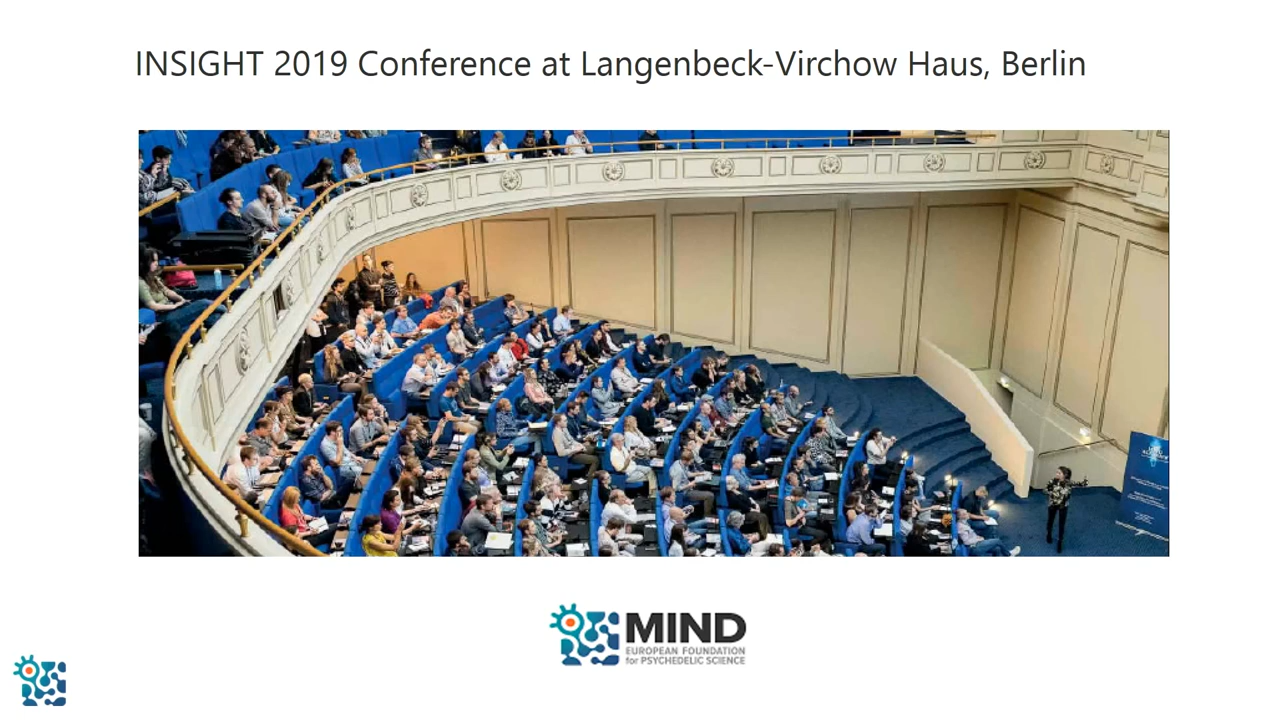 INSIGHT 2019 Conference at Langenbeck-Virchow Haus, Berlin
MIND
EUROPEAN FOUNDATION
for PSYCHEDELIC SCIENCE